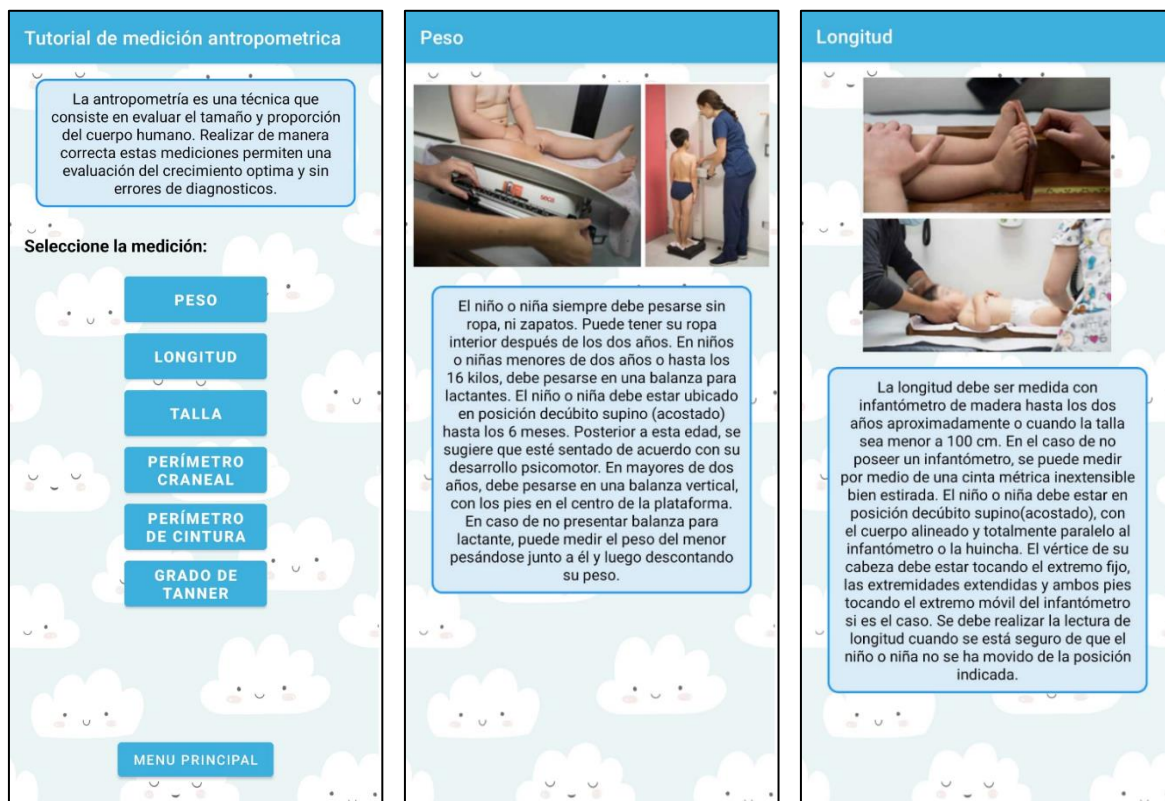 Tutorial de medición antropometrica
La antropometría es una técnica que
consiste en evaluar el tamaño y proporción
del cuerpo humano. Realizar de manera
correcta estas mediciones permiten una
evaluación del crecimiento optima y sin
errores de diagnosticos.
Seleccione la medición:
PESO
LONGITUD
TALLA
PERÍMETRO
CRANEAL
PERÍMETRO
DE CINTURA
GRADO DE
TANNER
MENU PRINCIPAL
Peso
El niño o niña siempre debe pesarse sin
ropa, ni zapatos. Puede tener su ropa
interior después de los dos años. En niños
o niñas menores de dos años o hasta los
16 kilos, debe pesarse en una balanza para
lactantes. El niño o niña debe estar ubicado
en posición decúbito supino (acostado)
hasta los 6 meses. Posterior a esta edad, se
sugiere que esté sentado de acuerdo con su
desarrollo psicomotor. En mayores de dos
años, debe pesarse en una balanza vertical,
con los pies en el centro de la plataforma.
En caso de no presentar balanza para
lactante, puede medir el peso del menor
pesándose junto a él y luego descontando
su peso.
Longitud
La longitud debe ser medida con
infantómetro de madera hasta los dos
años aproximadamente o cuando la talla
sea menor a 100 cm. En el caso de no
poseer un infantómetro, se puede medir
por medio de una cinta métrica inextensible
bien estirada. El niño o niña debe estar en
posición decúbito supino(acostado), con
el cuerpo alineado y totalmente paralelo al
infantómetro o la huincha. El vértice de su
cabeza debe estar tocando el extremo fijo,
las extremidades extendidas y ambos pies
tocando el extremo móvil del infantómetro
si es el caso. Se debe realizar la lectura de
longitud cuando se está seguro de que el
niño o niña no se ha movido de la posición
indicada.